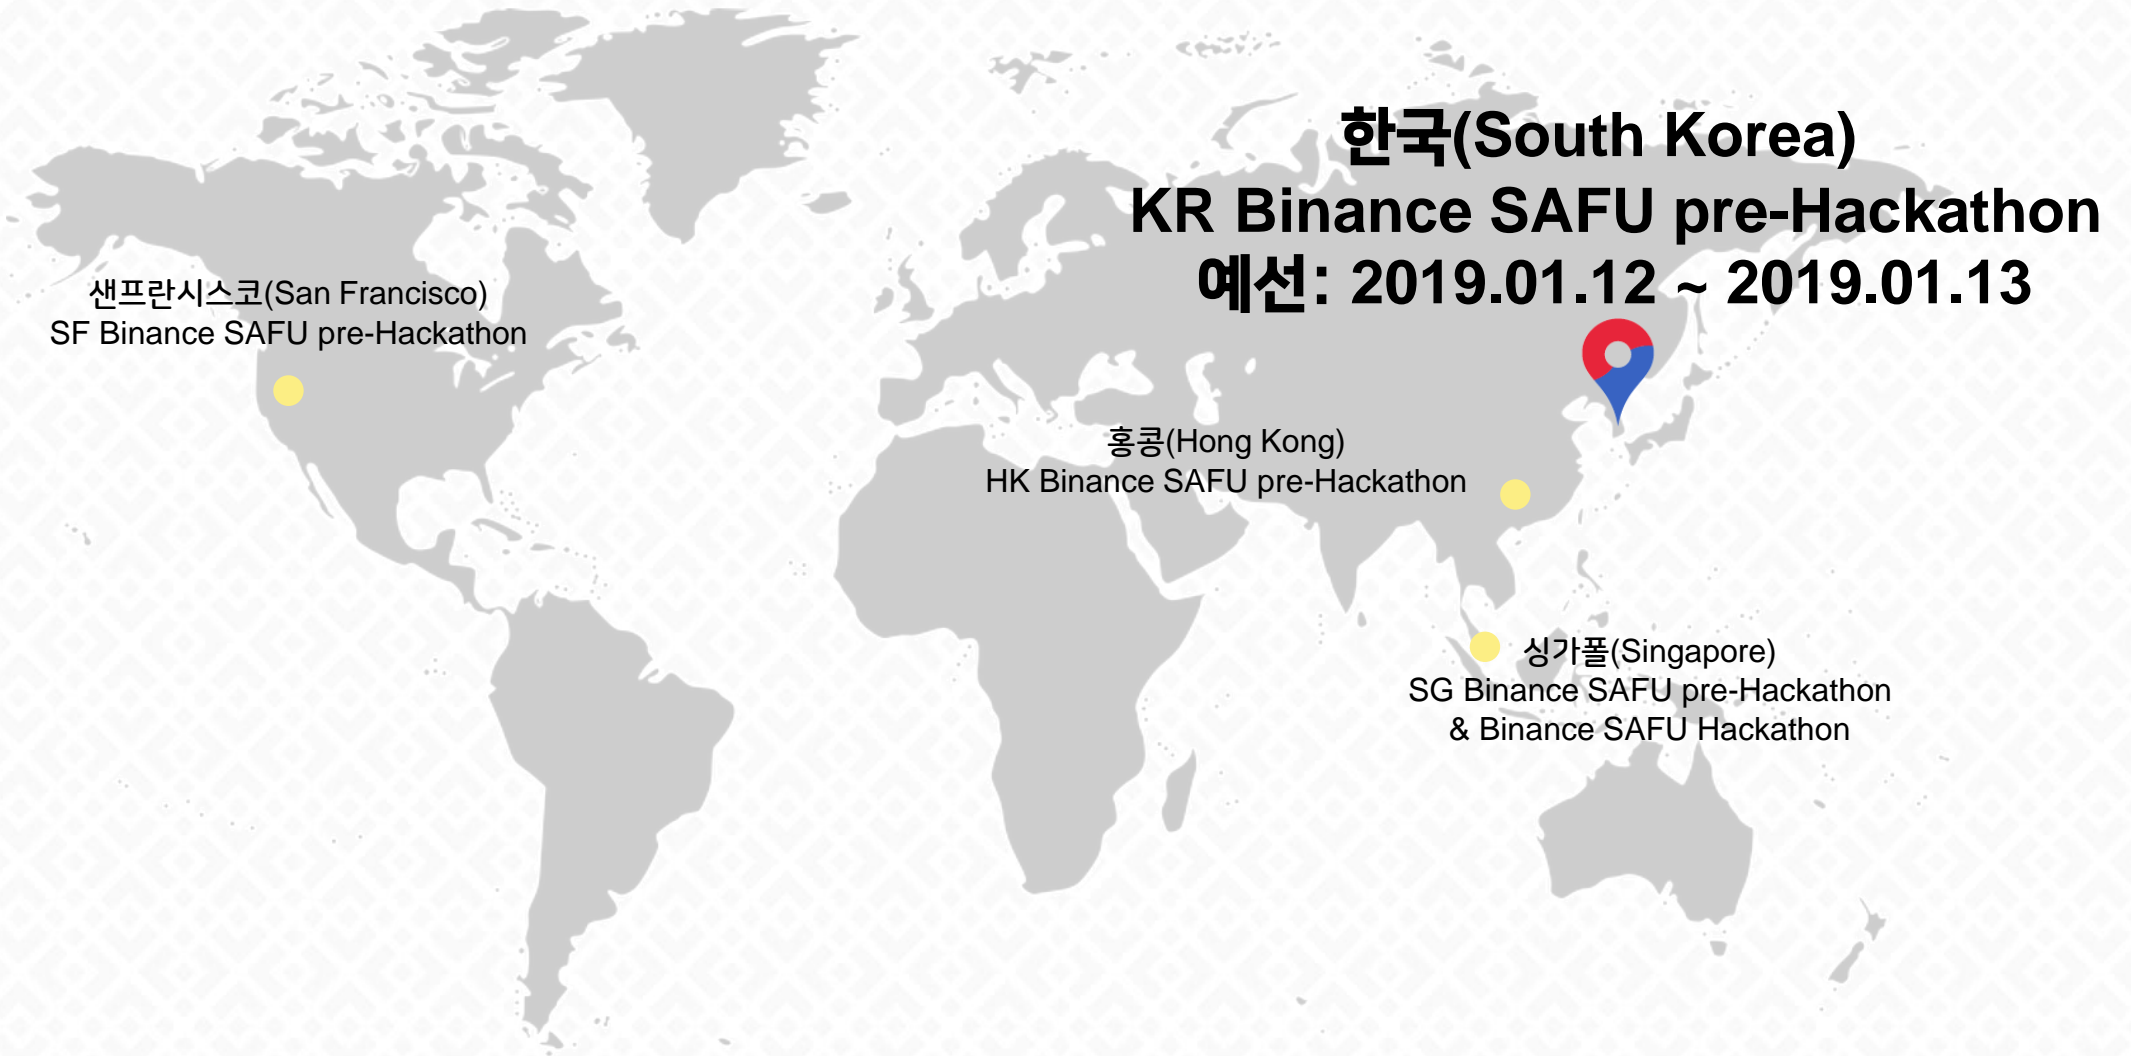 한국(South Korea)
KR Binance SAFU pre-Hackathon
예선: 2019.01.12 ~ 2019.01.13
샌프란시스코(San Francisco)
SF Binance SAFU pre-Hackathon
홍콩(Hong Kong)
HK Binance SAFU pre-Hackathon
싱가폴(Singapore)
SG Binance SAFU pre-Hackathon
& Binance SAFU Hackathon